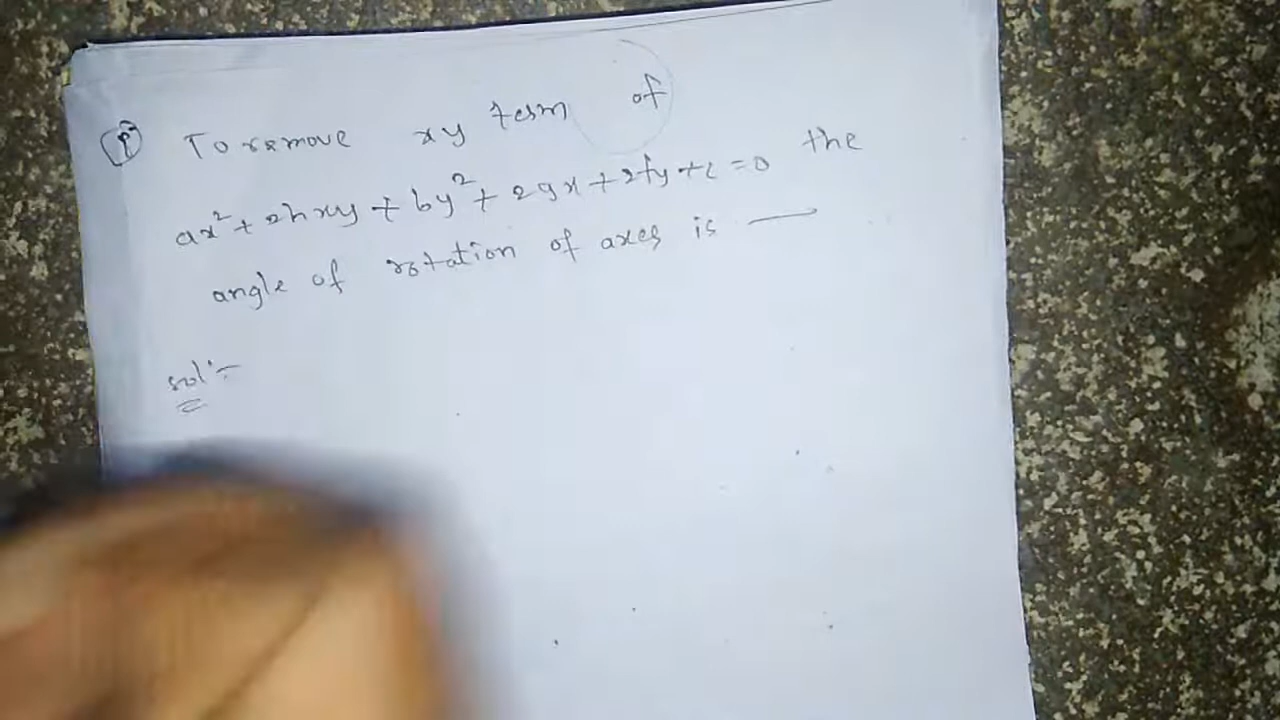 To remove xy term of
ax²+2hxy+by²+2gx+2fy+c=0 the
angle of rotation of axes is —
sol:-